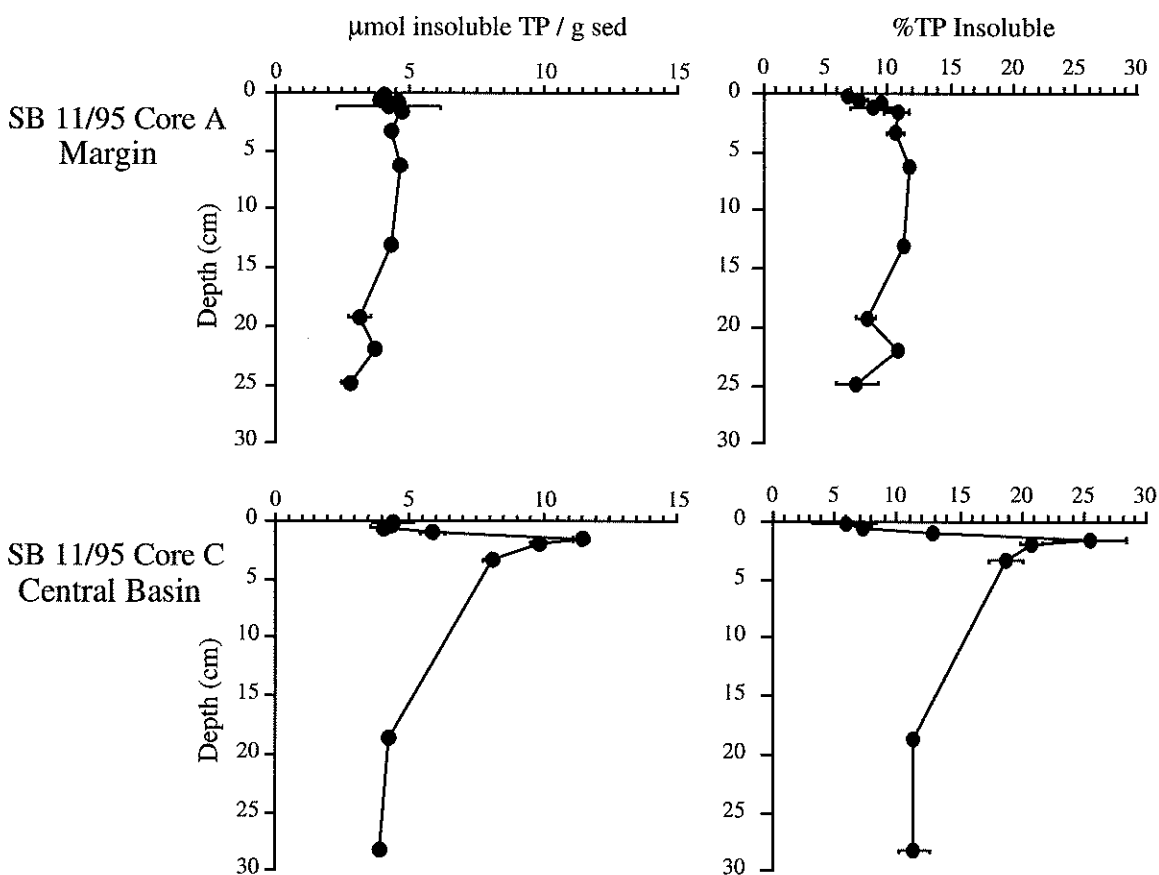 µmol insoluble TP / g sed
%TP Insoluble
0 5 10 15
0 5 10 15 20 25 30
SB 11/95 Core A
Margin
Depth (cm)
0
5
10
15
20
25
30
0
5
10
15
20
25
30
0 5 10 15
0 5 10 15 20 25 30
SB 11/95 Core C
Central Basin
Depth (cm)
0
5
10
15
20
25
30
0
5
10
15
20
25
30